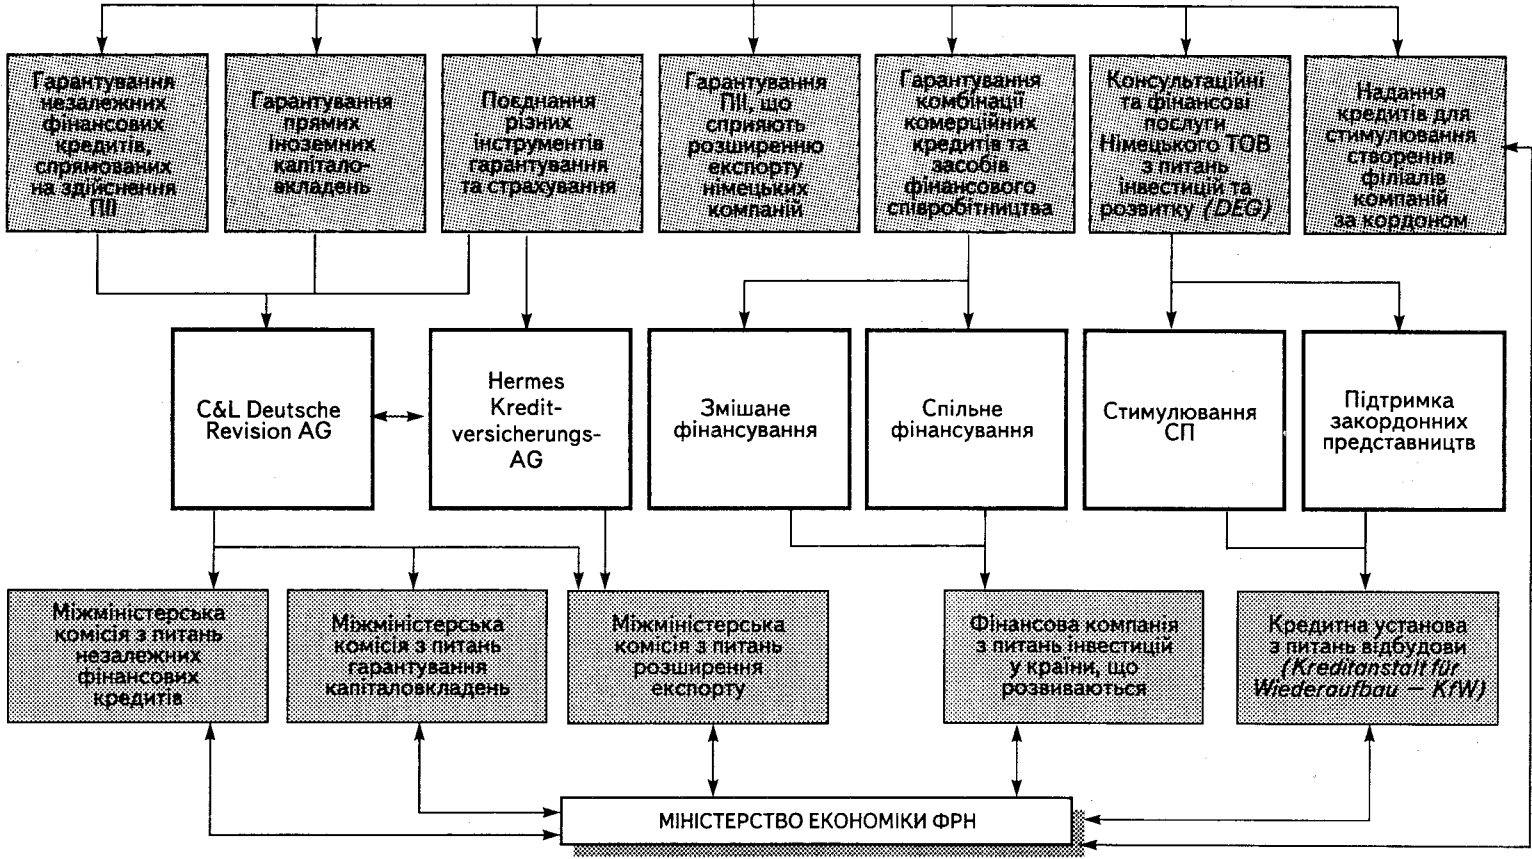 Гарантування
незалежних
фінансових
кредитів,
спрямованих
на здійснення
ПІІ
Гарантування
прямих
іноземних
капітало-
вкладень
Поєднання
різних
інструментів
гарантування
та страхування
Гарантування
ПІІ, що
сприяють
розширенню
експорту
німецьких
компаній
Гарантування
комбінації
комерційних
кредитів та
засобів
фінансового
співробітництва
Консультаційні
та фінансові
послуги
Німецького ТОВ
з питань
інвестицій та
розвитку (DEG)
Надання
кредитів для
стимулювання
створення
філіалів
компаній
за кордоном
C&L Deutsche
Revision AG
Hermes
Kredit-
versicherungs-
AG
Змішане
фінансування
Спільне
фінансування
Стимулювання
СП
Підтримка
закордонних
представництв
Міжміністерська
комісія з питань
незалежних
фінансових
кредитів
Міжміністерська
комісія з питань
гарантування
капіталовкладень
Міжміністерська
комісія з питань
розширення
експорту
Фінансова компанія
з питань інвестицій
у країни, що
розвиваються
Кредитна установа
з питань відбудови
(Kreditanstalt für
Wiederaufbau — KfW)
МІНІСТЕРСТВО ЕКОНОМІКИ ФРН